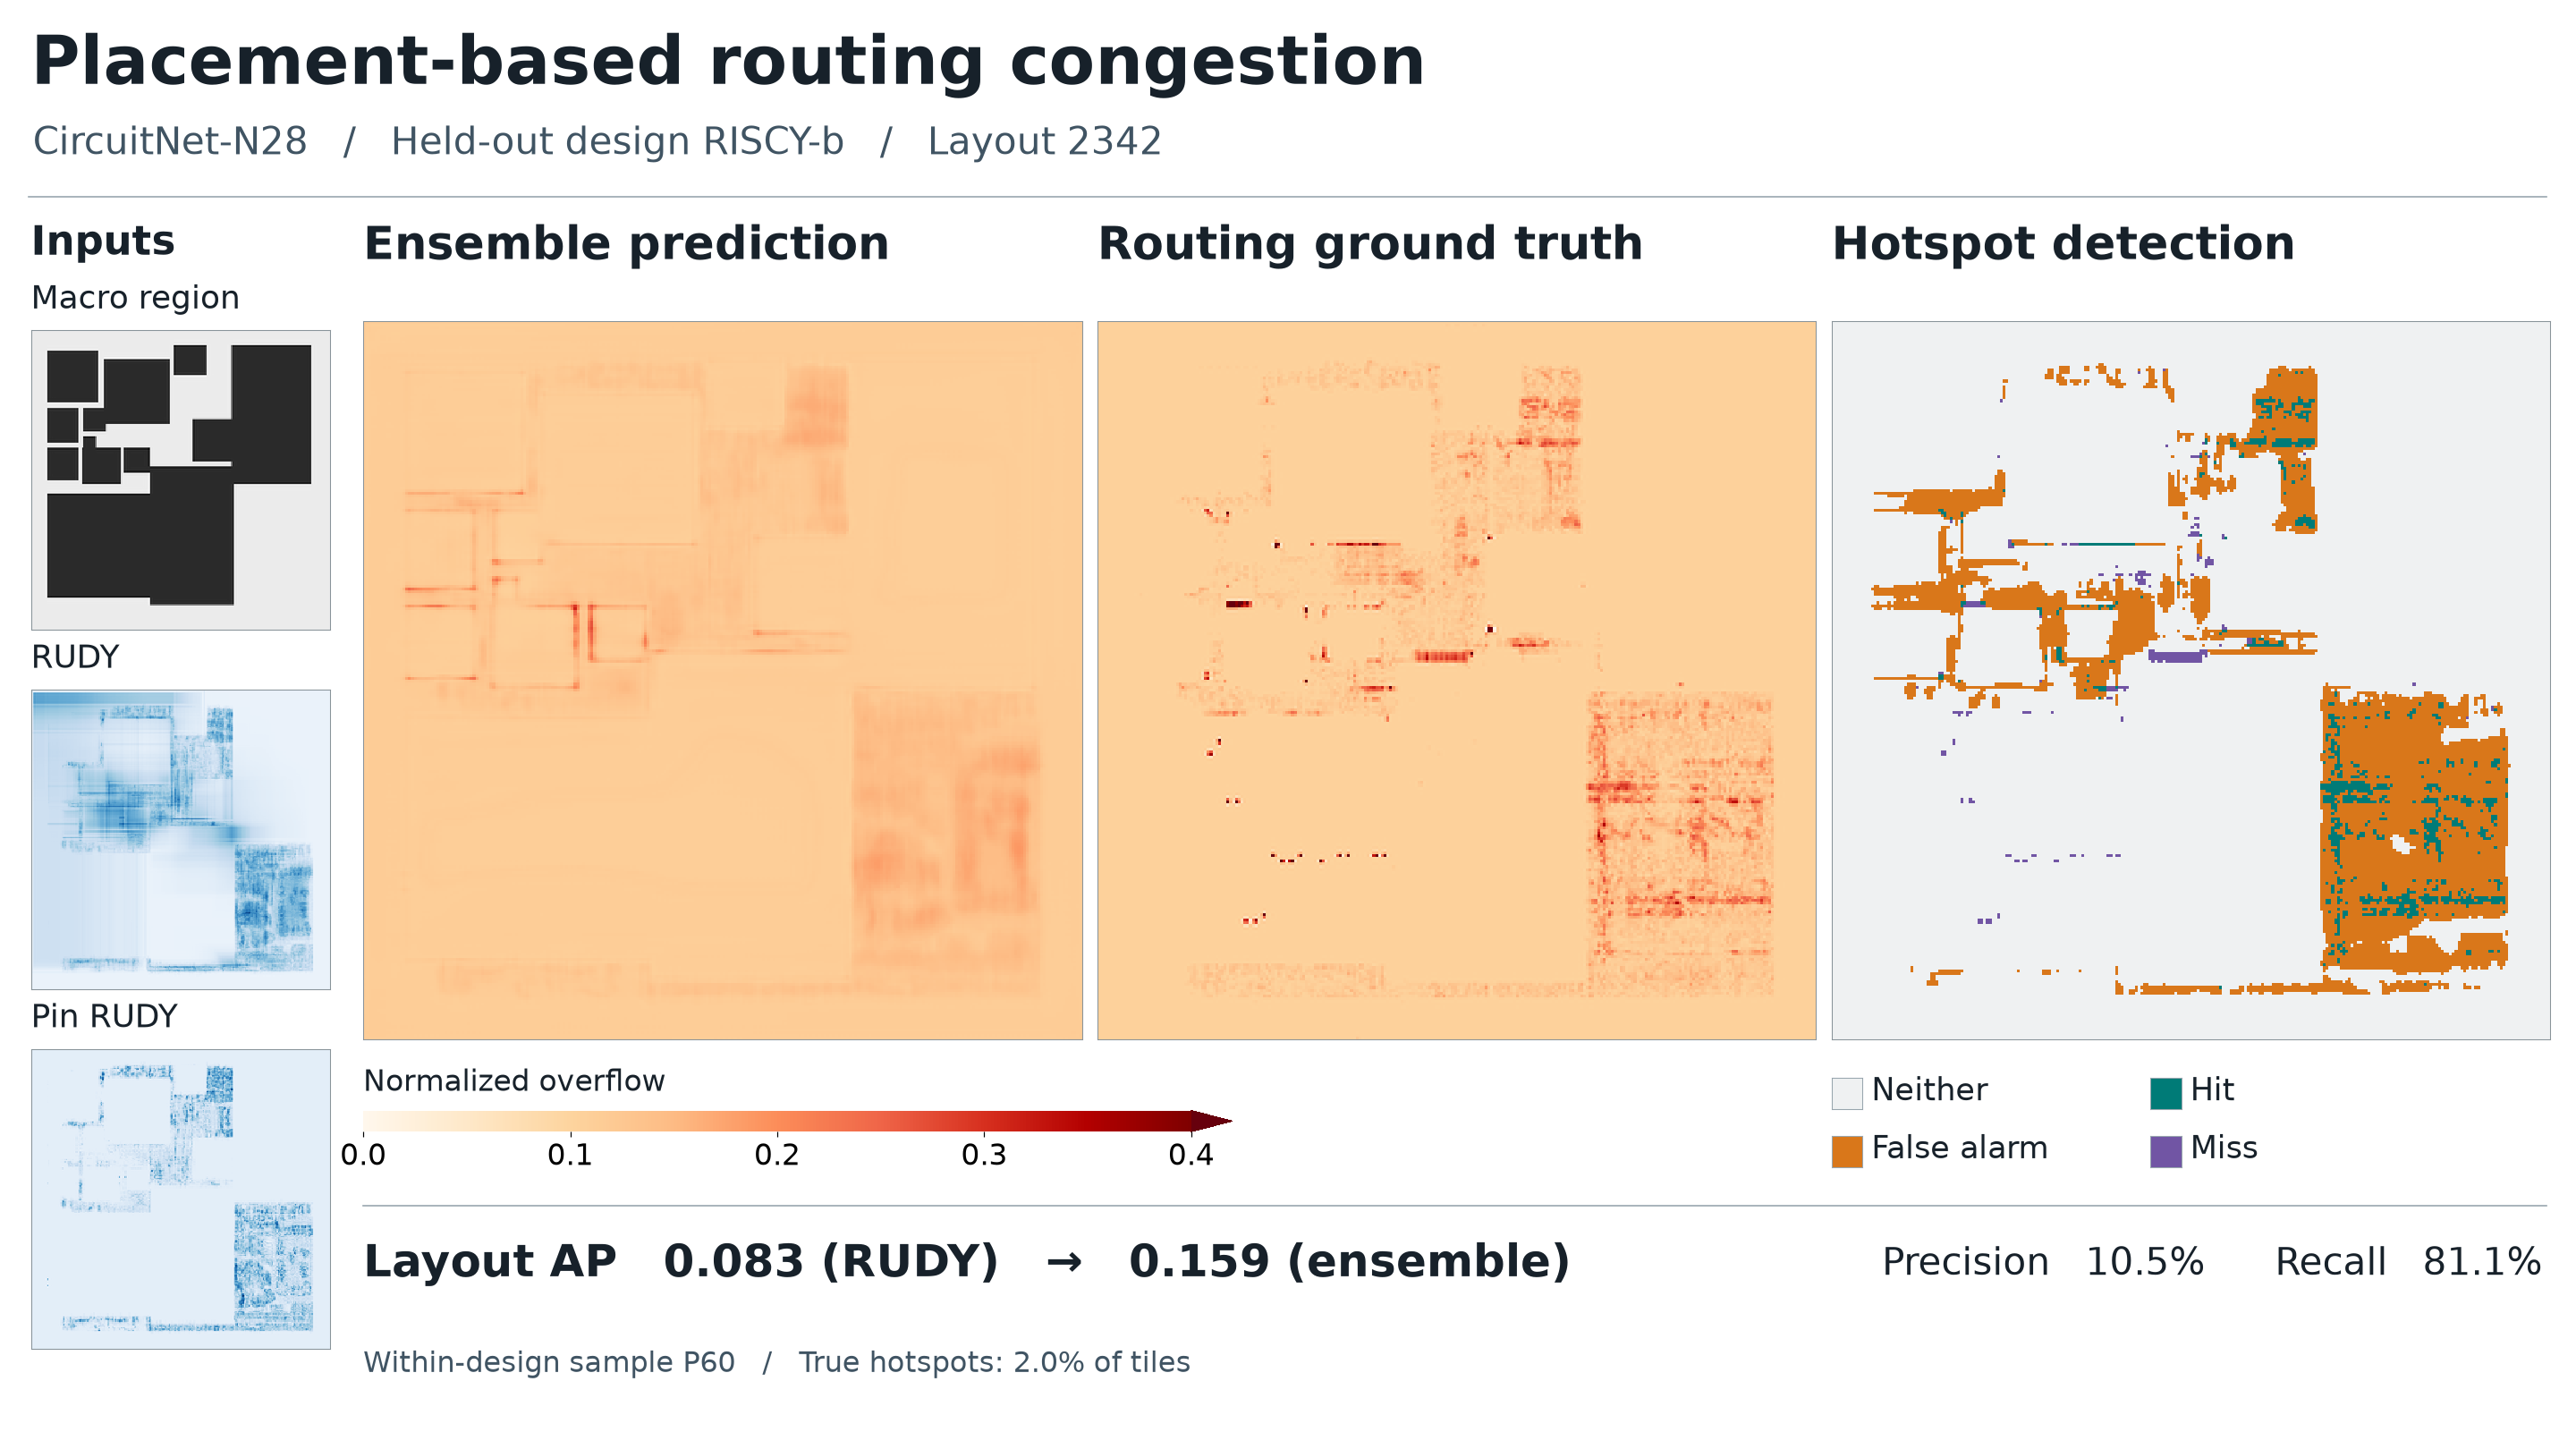 Placement-based routing congestion
CircuitNet-N28 / Held-out design RISCY-b / Layout 2342
Inputs
Macro region
RUDY
Pin RUDY
Ensemble prediction
Routing ground truth
Hotspot detection
Normalized overflow
0.0 0.1 0.2 0.3 0.4
Neither
Hit
False alarm
Miss
Layout AP 0.083 (RUDY) → 0.159 (ensemble)
Precision 10.5% Recall 81.1%
Within-design sample P60 / True hotspots: 2.0% of tiles